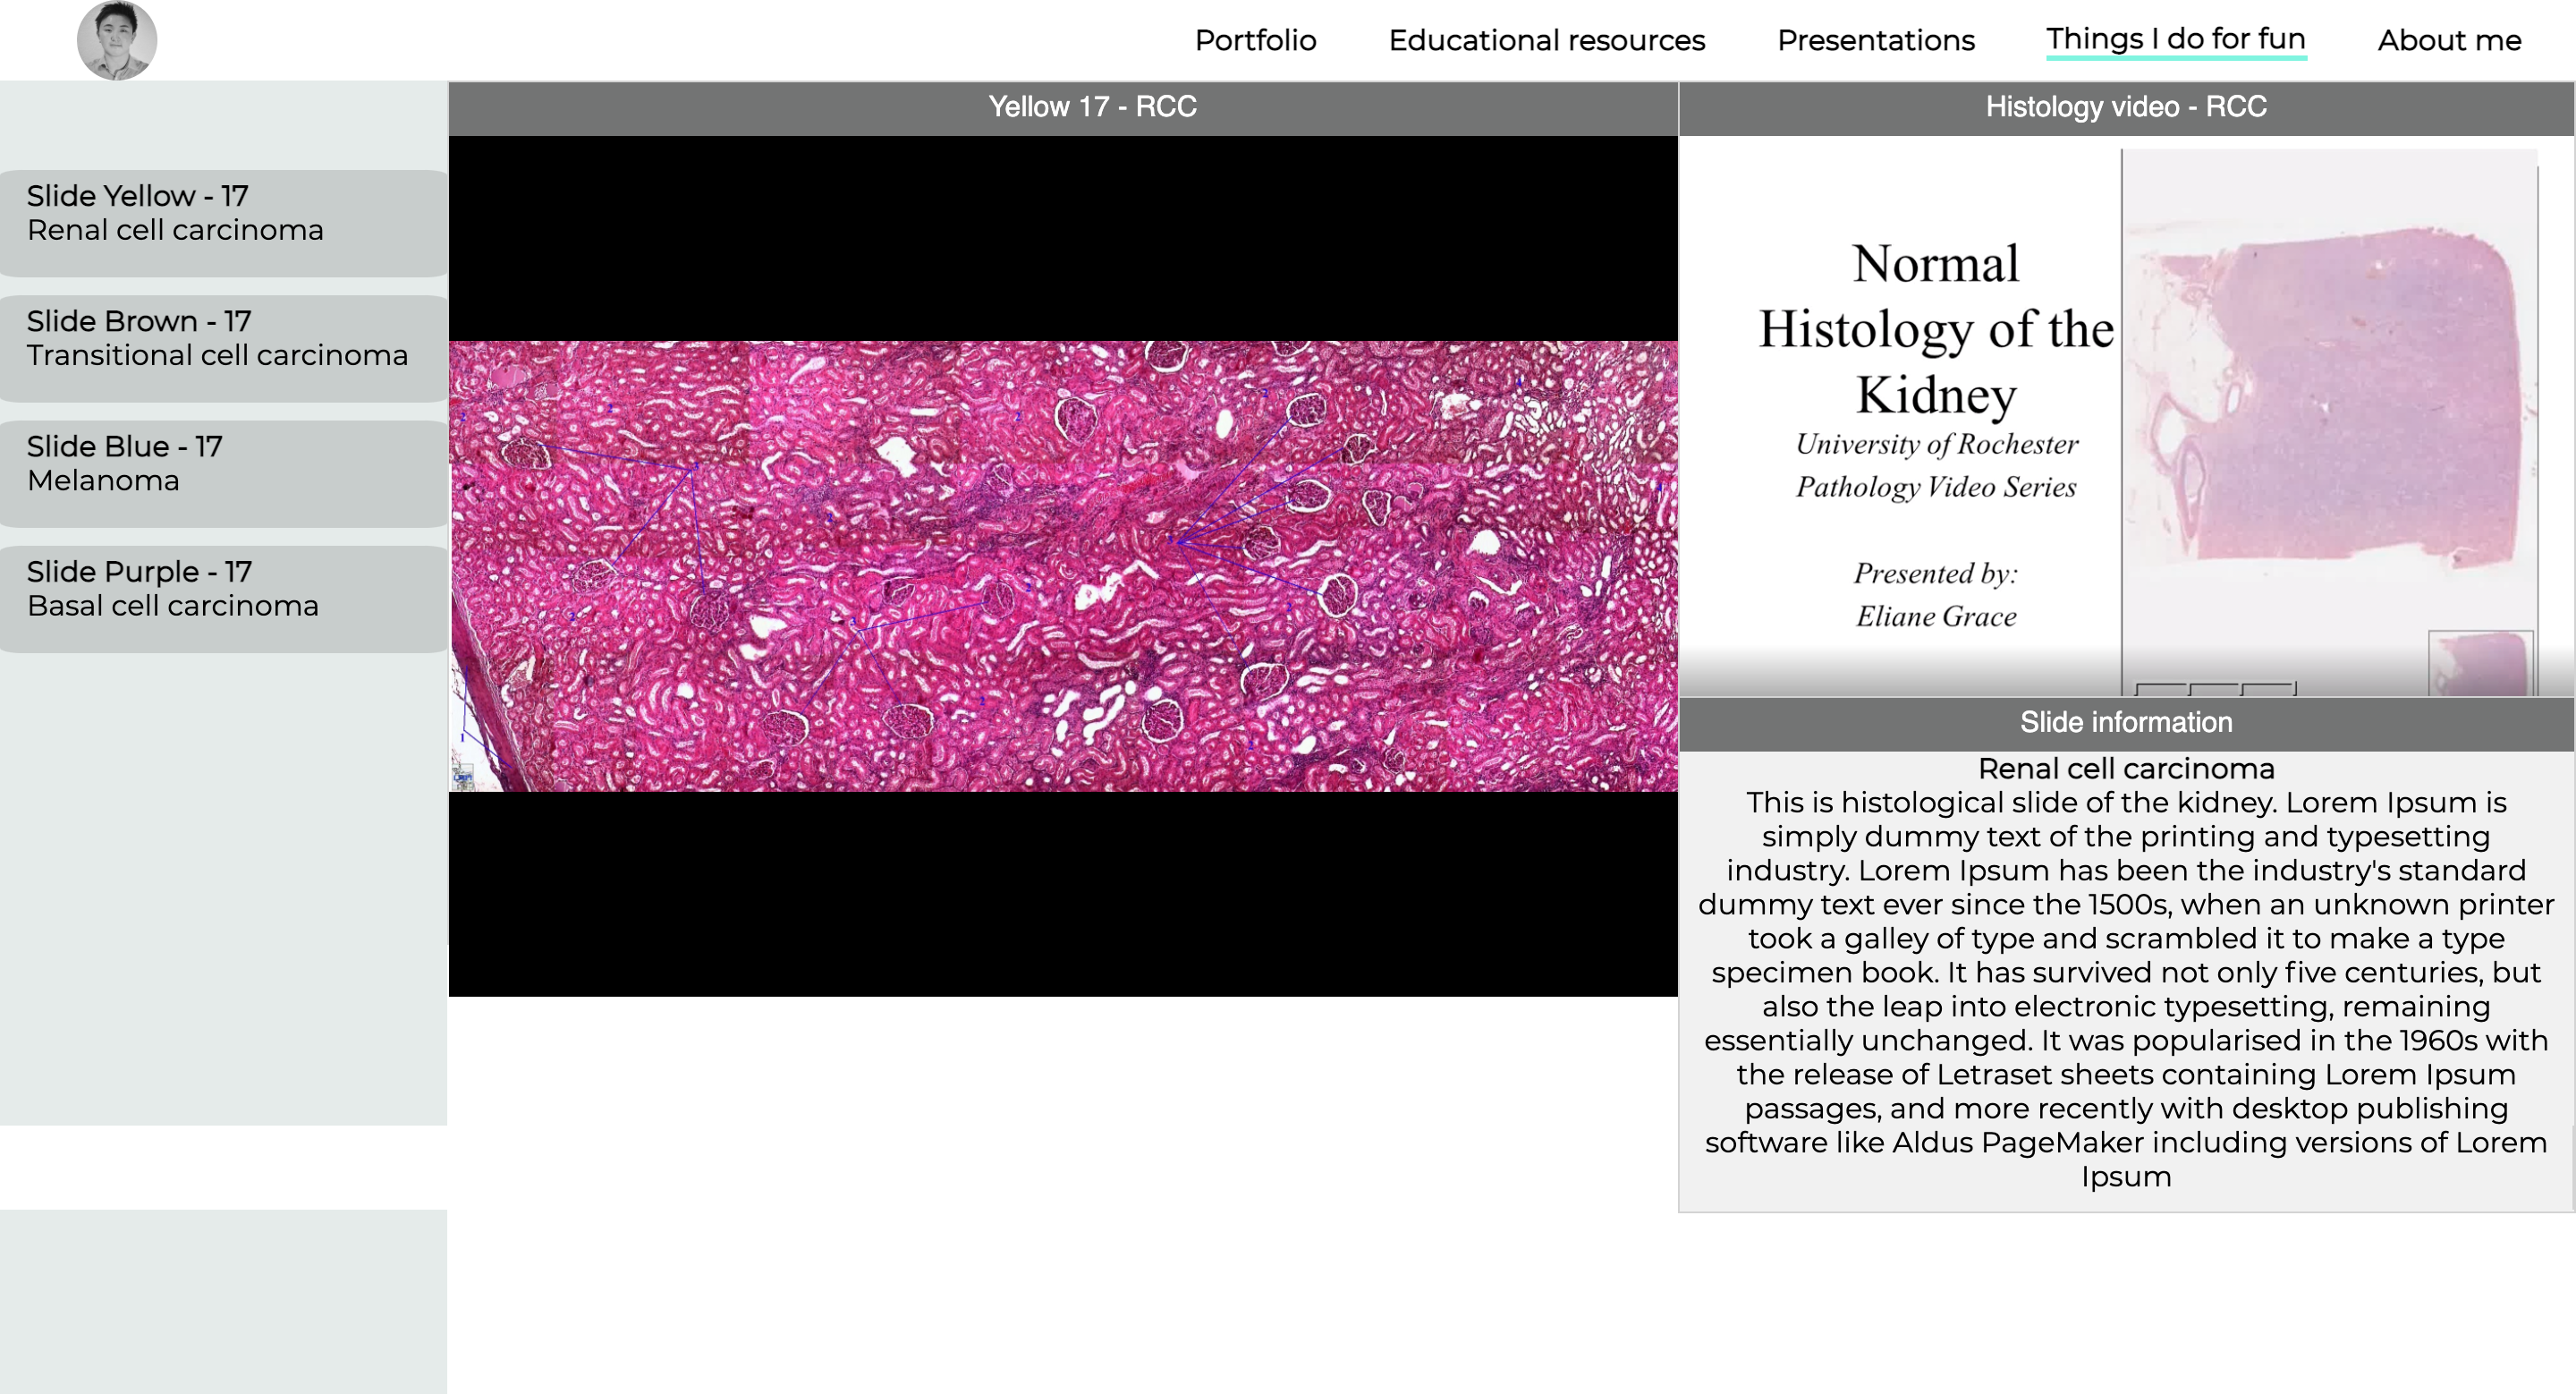 Portfolio
Educational resources
Presentations
Things I do for fun
About me
Slide Yellow - 17
Renal cell carcinoma
Slide Brown - 17
Transitional cell carcinoma
Slide Blue - 17
Melanoma
Slide Purple - 17
Basal cell carcinoma
Yellow 17 - RCC
Histology video - RCC
Normal
Histology of the
Kidney
University of Rochester
Pathology Video Series
Presented by:
Eliane Grace
Slide information
Renal cell carcinoma
This is histological slide of the kidney. Lorem Ipsum is
simply dummy text of the printing and typesetting
industry. Lorem Ipsum has been the industry's standard
dummy text ever since the 1500s, when an unknown printer
took a galley of type and scrambled it to make a type
specimen book. It has survived not only five centuries, but
also the leap into electronic typesetting, remaining
essentially unchanged. It was popularised in the 1960s with
the release of Letraset sheets containing Lorem Ipsum
passages, and more recently with desktop publishing
software like Aldus PageMaker including versions of Lorem
Ipsum